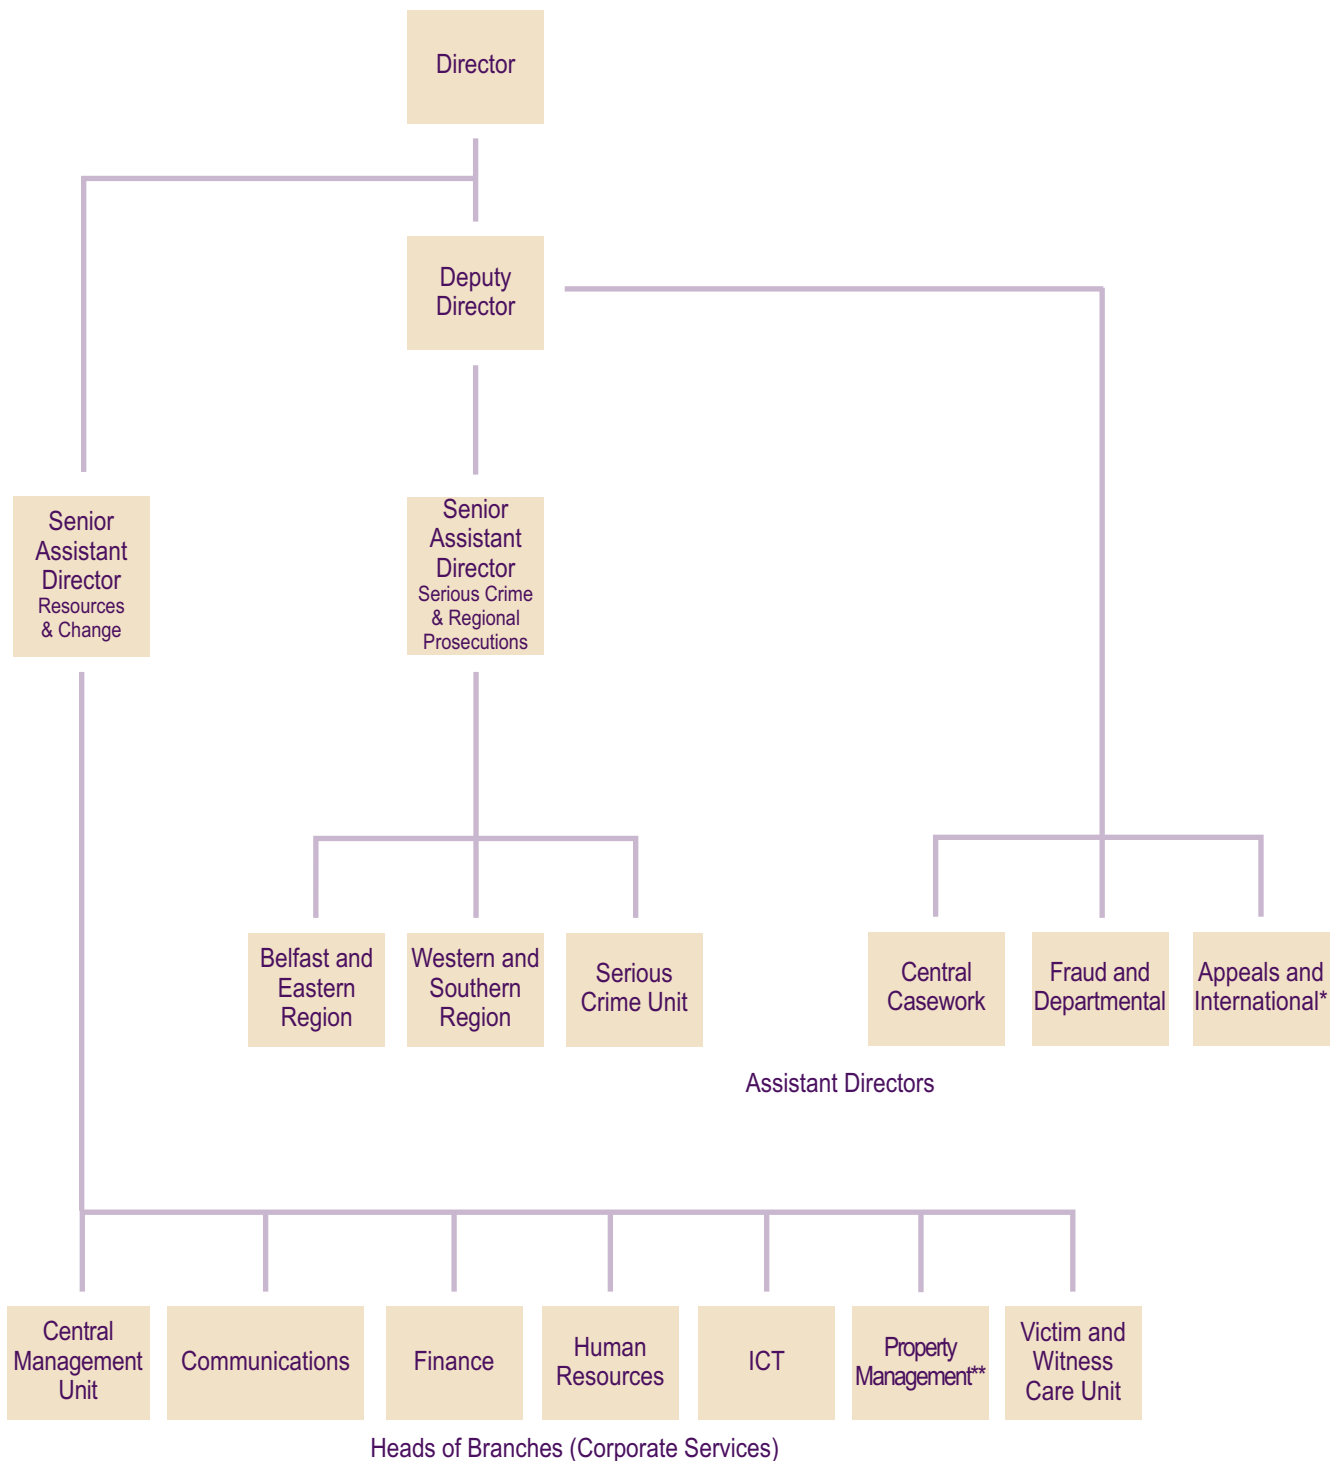 Director
Deputy
Director
Senior
Assistant
Director
Resources
& Change
Senior
Assistant
Director
Serious Crime
& Regional
Prosecutions
Belfast and
Eastern
Region
Western and
Southern
Region
Serious
Crime Unit
Central
Casework
Fraud and
Departmental
Appeals and
International*
Assistant Directors
Central
Management
Unit
Communications
Finance
Human
Resources
ICT
Property
Management**
Victim and
Witness
Care Unit
Heads of Branches (Corporate Services)